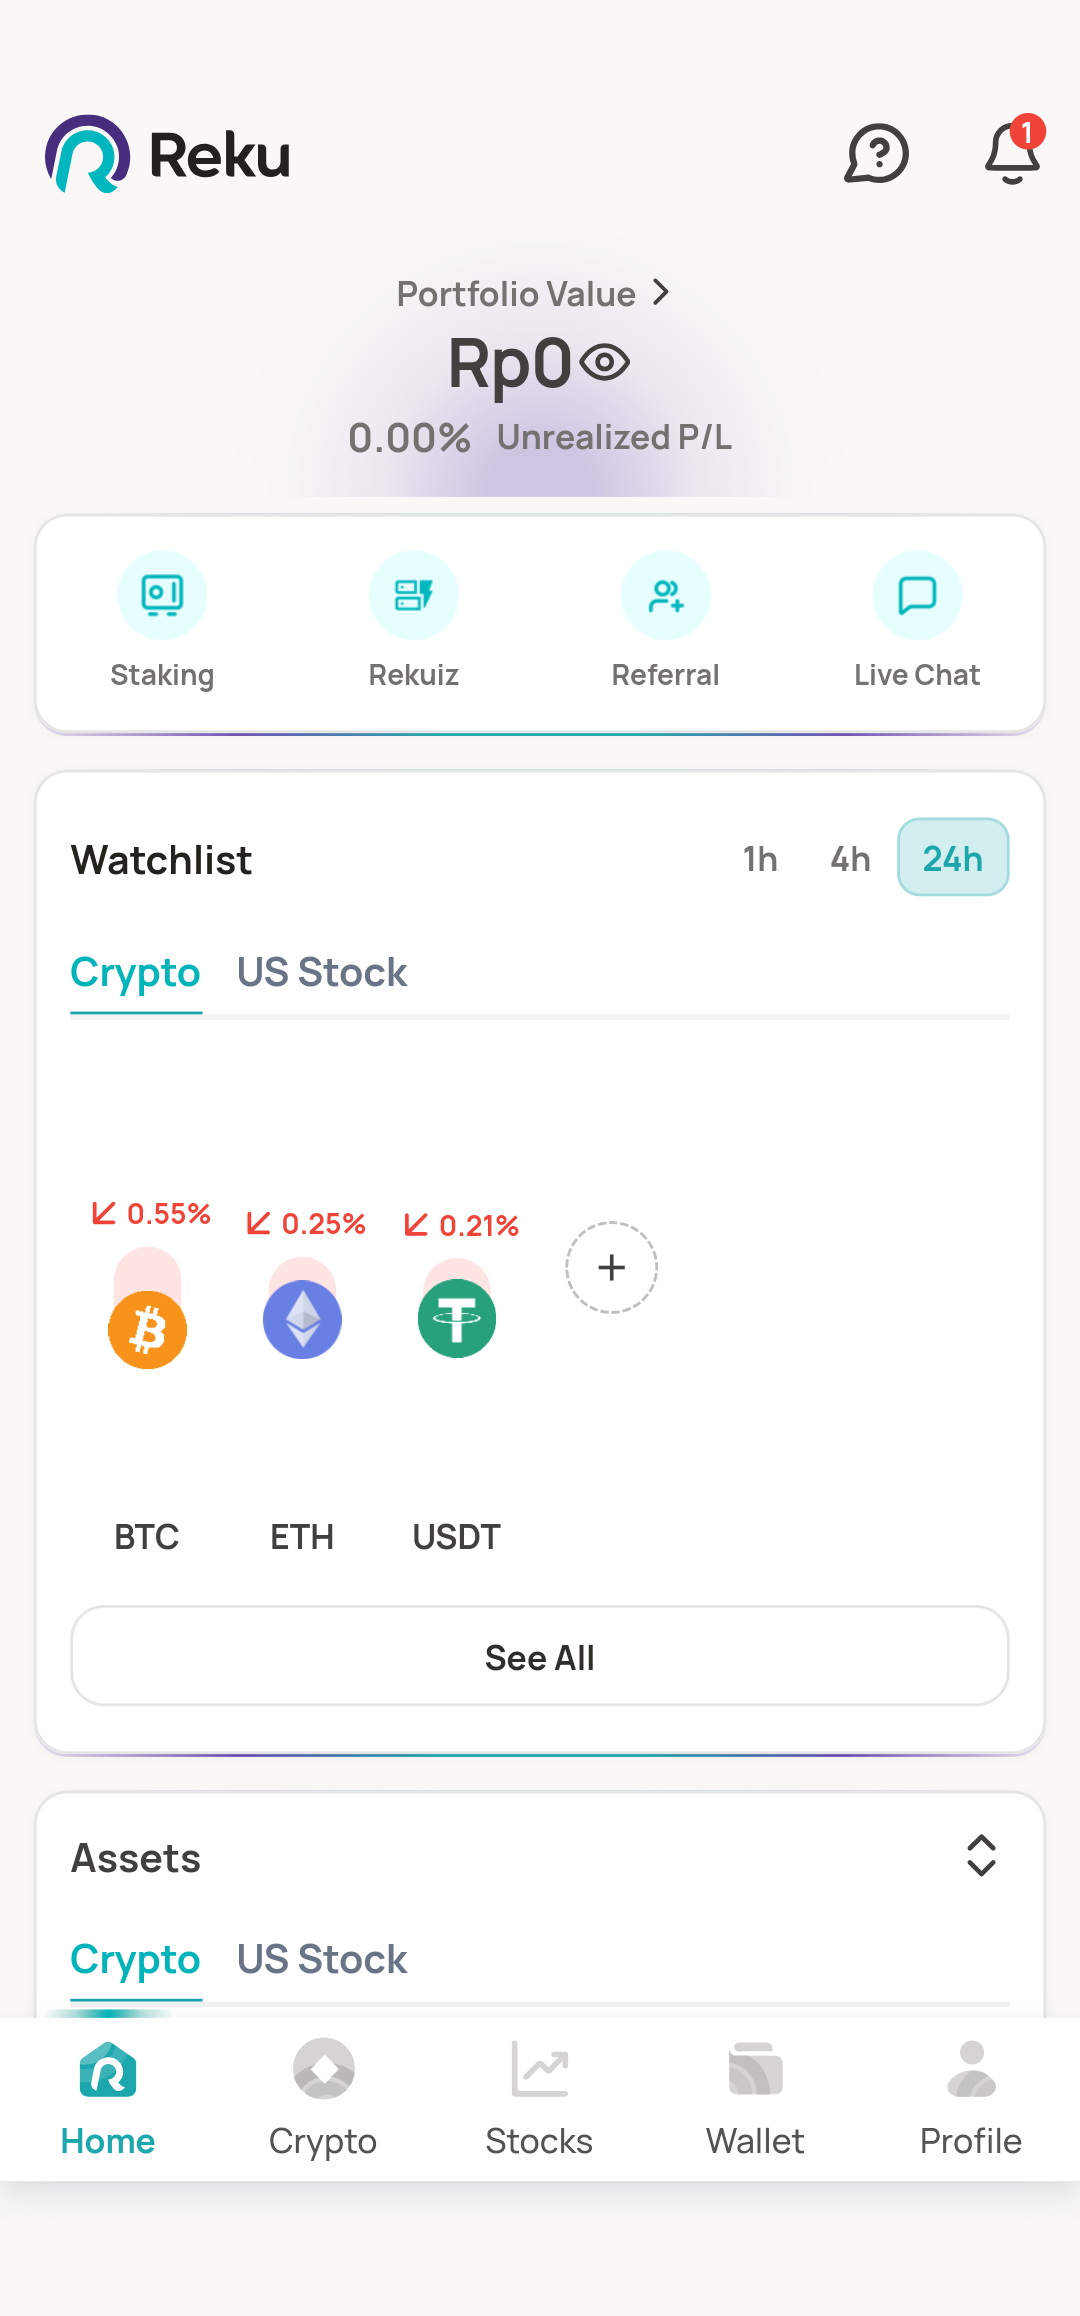 Reku
1
Portfolio Value
Rp0
0.00% Unrealized P/L
Staking Rekuiz Referral Live Chat
Watchlist 1h 4h 24h
Crypto US Stock
0.55% 0.25% 0.21%
BTC ETH USDT
See All
Assets
Crypto US Stock
Home Crypto Stocks Wallet Profile